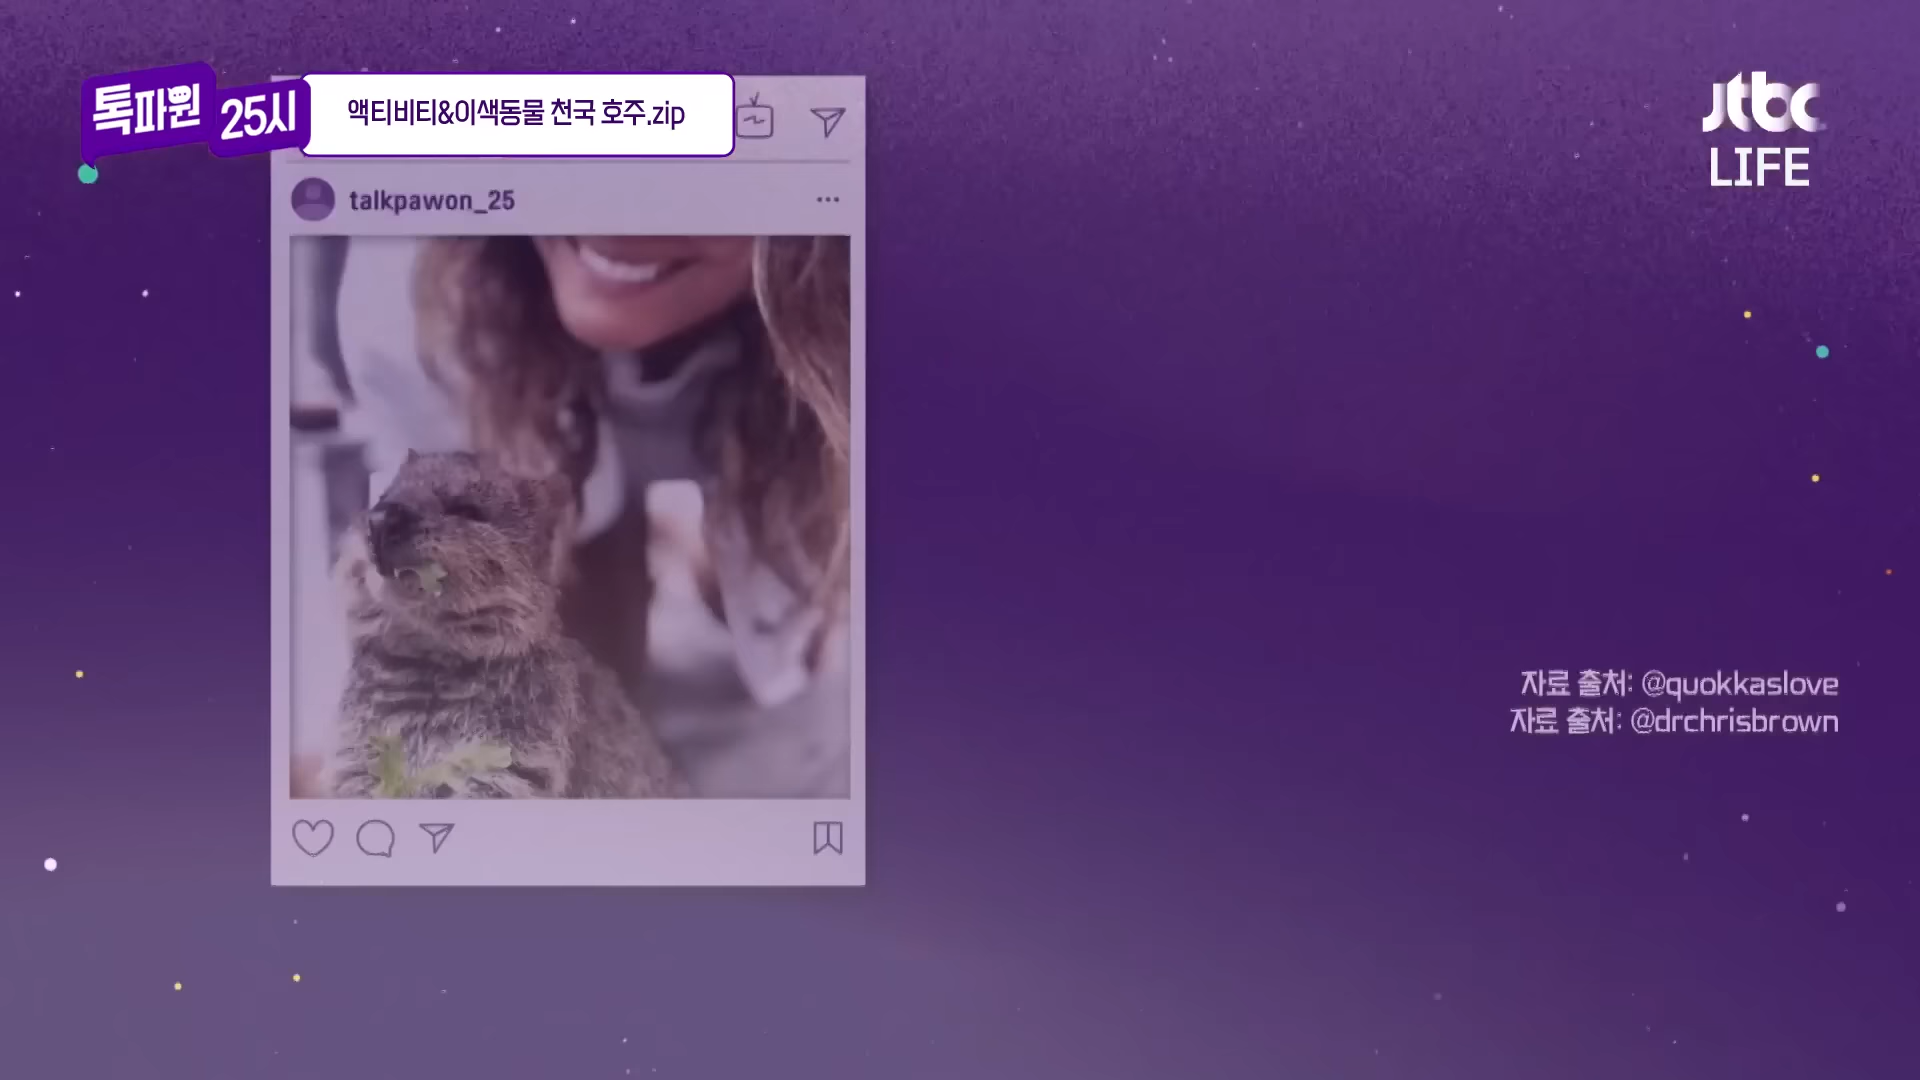 톡파원 25시
액티비티&이색동물 천국 호주.zip
jtbc
LIFE
talkpawon_25
자료 출처: @quokkaslove
자료 출처: @drchrisbrown